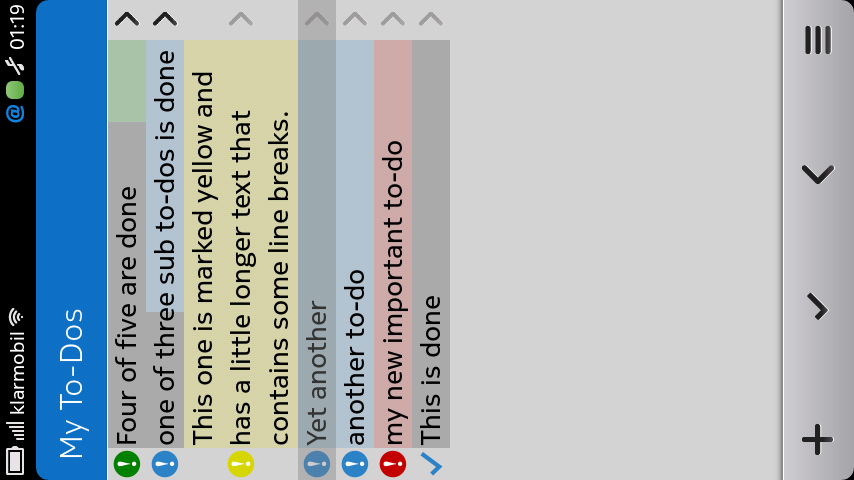 klarmobil @ 01:19
My To-Dos
Four of five are done
one of three sub to-dos is done
This one is marked yellow and
has a little longer text that
contains some line breaks.
Yet another
another to-do
my new important to-do
This is done